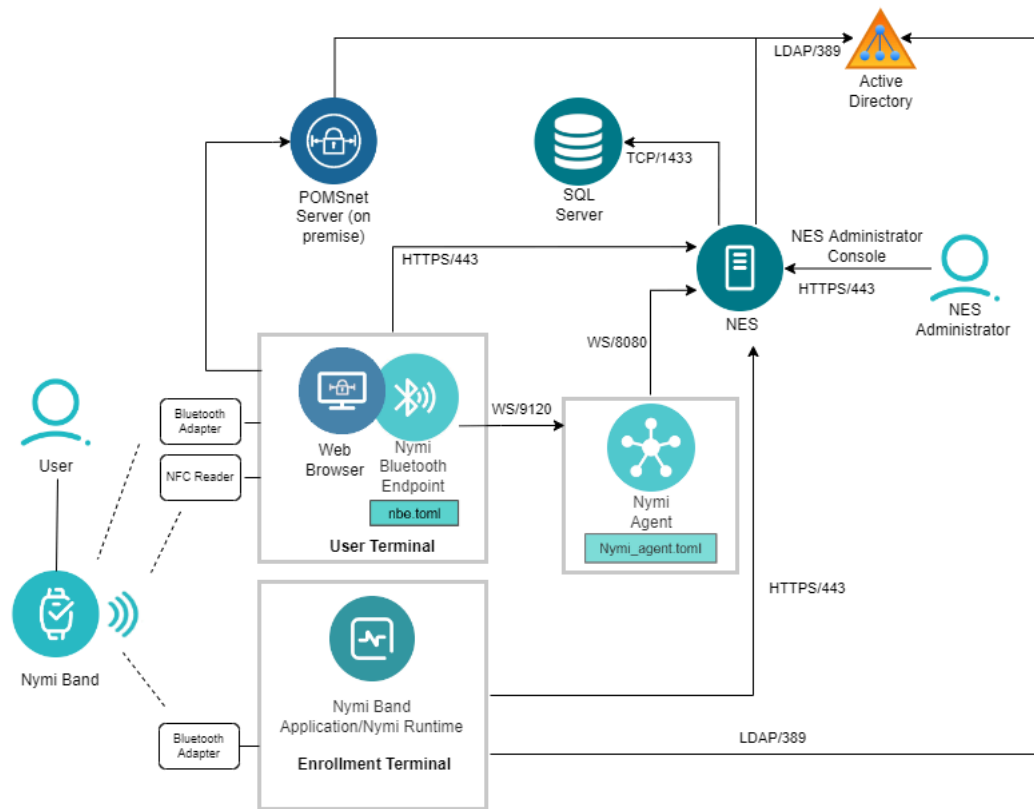 LDAP/389
Active
Directory
POMSnet
Server (on
premise)
TCP/1433
SQL
Server
NES Administrator
Console
HTTPS/443
HTTPS/443
NES
NES
Administrator
WS/8080
User
Bluetooth
Adapter
NFC Reader
Web
Browser
Nymi
Bluetooth
Endpoint
nbe.toml
User Terminal
WS/9120
Nymi
Agent
Nymi_agent.toml
HTTPS/443
Nymi Band
Nymi Band
Application/Nymi Runtime
Bluetooth
Adapter
Enrollment Terminal
LDAP/389